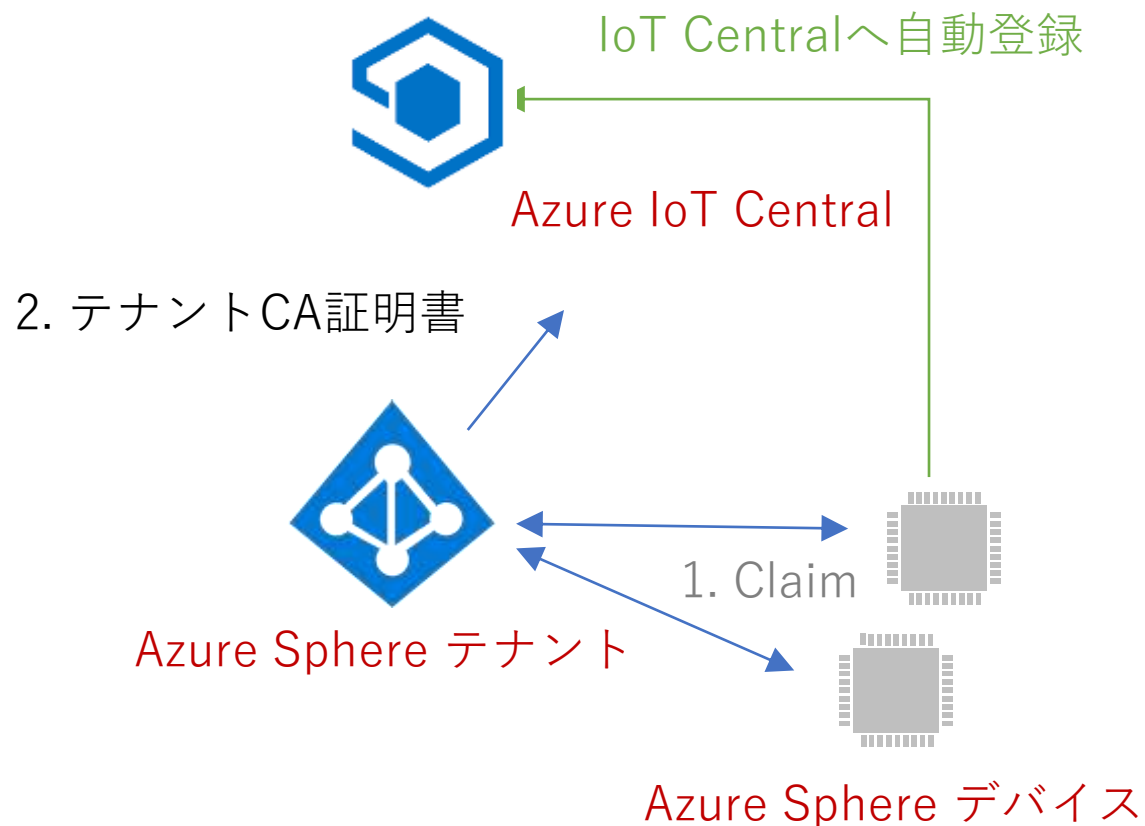 IoT Centralへ自動登録
Azure IoT Central
2. テナントCA証明書
1. Claim
Azure Sphere テナント
Azure Sphere デバイス